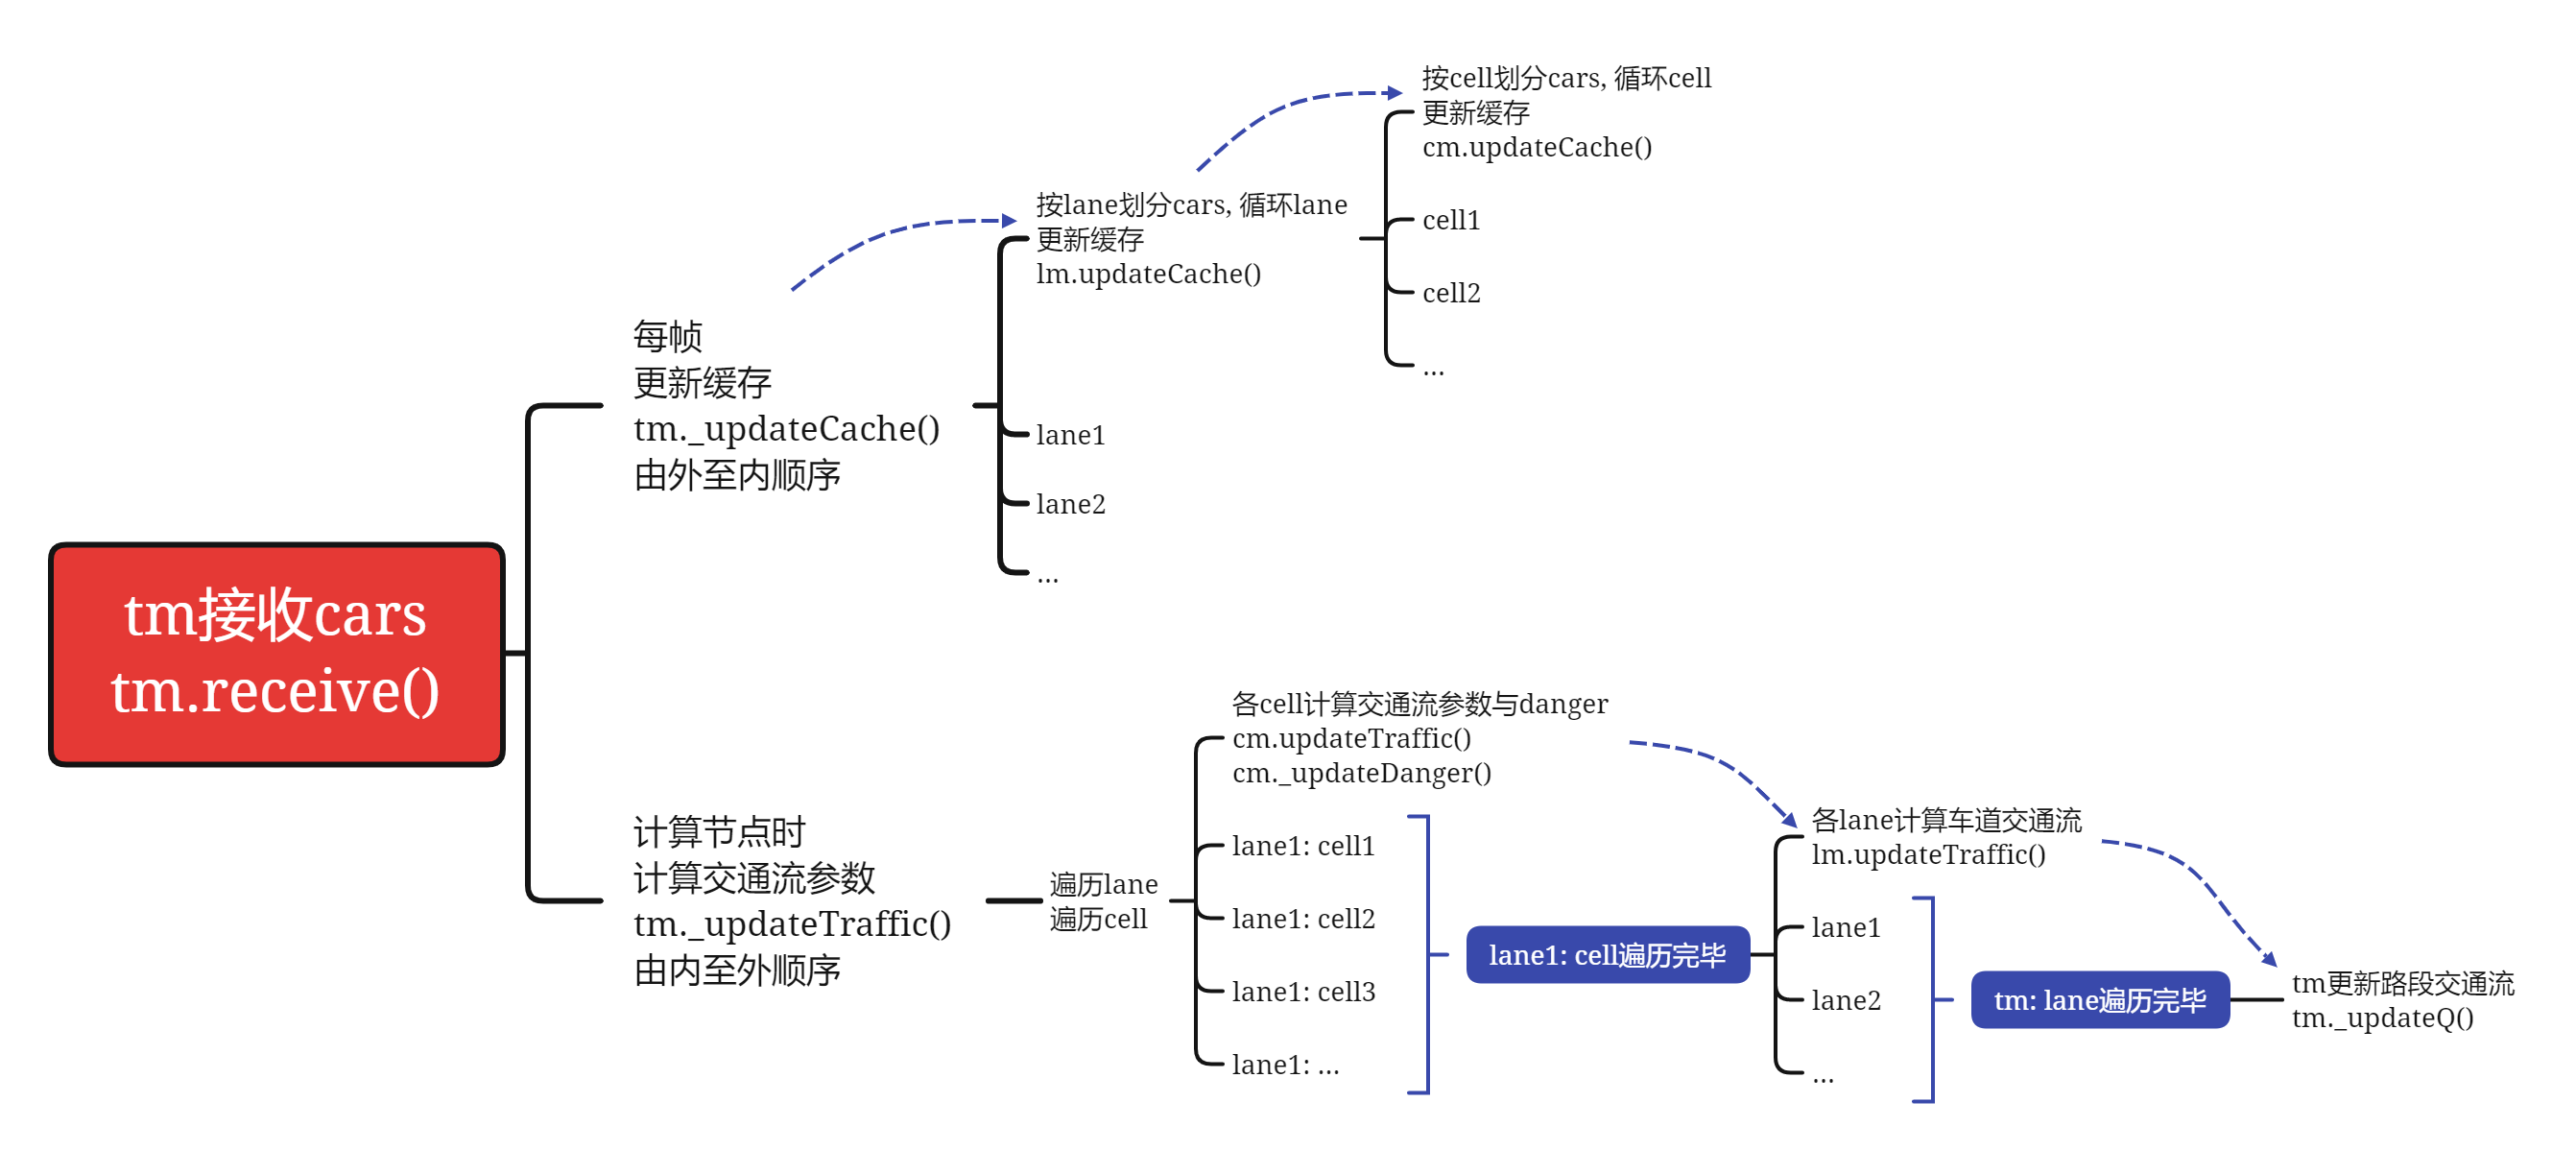 tm接收cars
tm.receive()
每帧
更新缓存
tm._updateCache()
由外至内顺序
按lane划分cars, 循环lane
更新缓存
lm.updateCache()
按cell划分cars, 循环cell
更新缓存
cm.updateCache()
cell1
cell2
...
lane1
lane2
...
计算节点时
计算交通流参数
tm._updateTraffic()
由内至外顺序
遍历lane
遍历cell
各cell计算交通流参数与danger
cm.updateTraffic()
cm._updateDanger()
lane1: cell1
lane1: cell2
lane1: cell3
lane1: ...
lane1: cell遍历完毕
各lane计算车道交通流
lm.updateTraffic()
lane1
lane2
...
tm: lane遍历完毕
tm更新路段交通流
tm._updateQ()